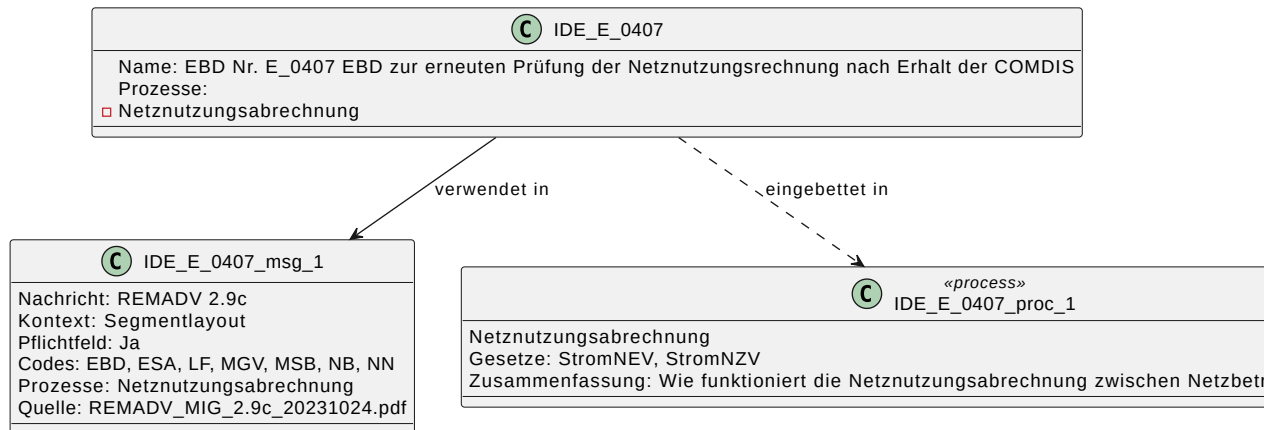 C IDE_E_0407
Name: EBD Nr. E_0407 EBD zur erneuten Prüfung der Netznutzungsrechnung nach Erhalt der COMDIS
Prozesse:
Netznutzungsabrechnung
verwendet in
eingebettet in
C IDE_E_0407_msg_1
Nachricht: REMADV 2.9c
Kontext: Segmentlayout
Pflichtfeld: Ja
Codes: EBD, ESA, LF, MGV, MSB, NB, NN
Prozesse: Netznutzungsabrechnung
Quelle: REMADV_MIG_2.9c_20231024.pdf
«process»
C IDE_E_0407_proc_1
Netznutzungsabrechnung
Gesetze: StromNEV, StromNZV
Zusammenfassung: Wie funktioniert die Netznutzungsabrechnung zwischen